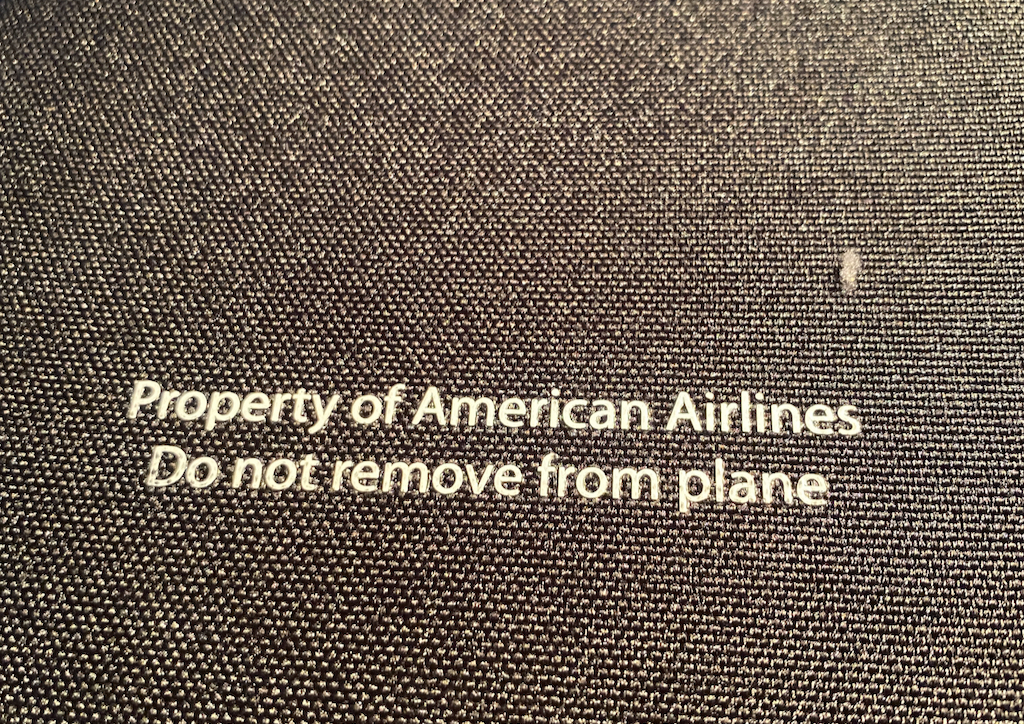 Property of American Airlines
Do not remove from plane